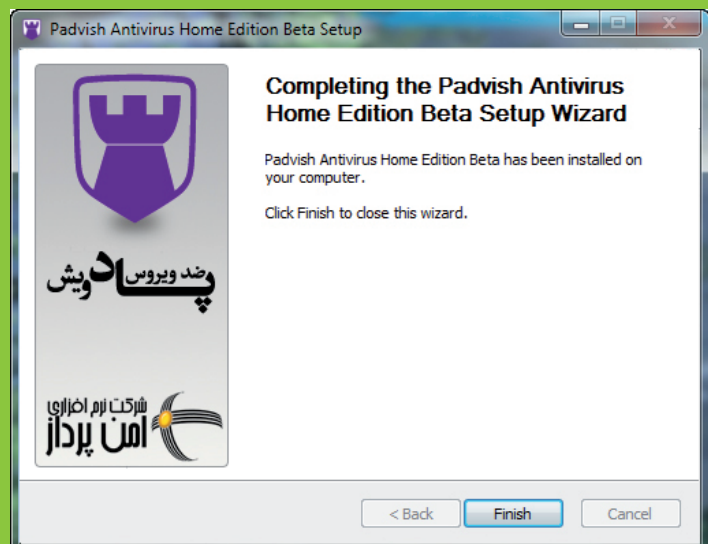 Padvish Antivirus Home Edition Beta Setup
Completing the Padvish Antivirus
Home Edition Beta Setup Wizard
Padvish Antivirus Home Edition Beta has been installed on
your computer.
Click Finish to close this wizard.
ضد ویروس
پادویش
شرکت نرم افزاری
امن پرداز
< Back
Finish
Cancel